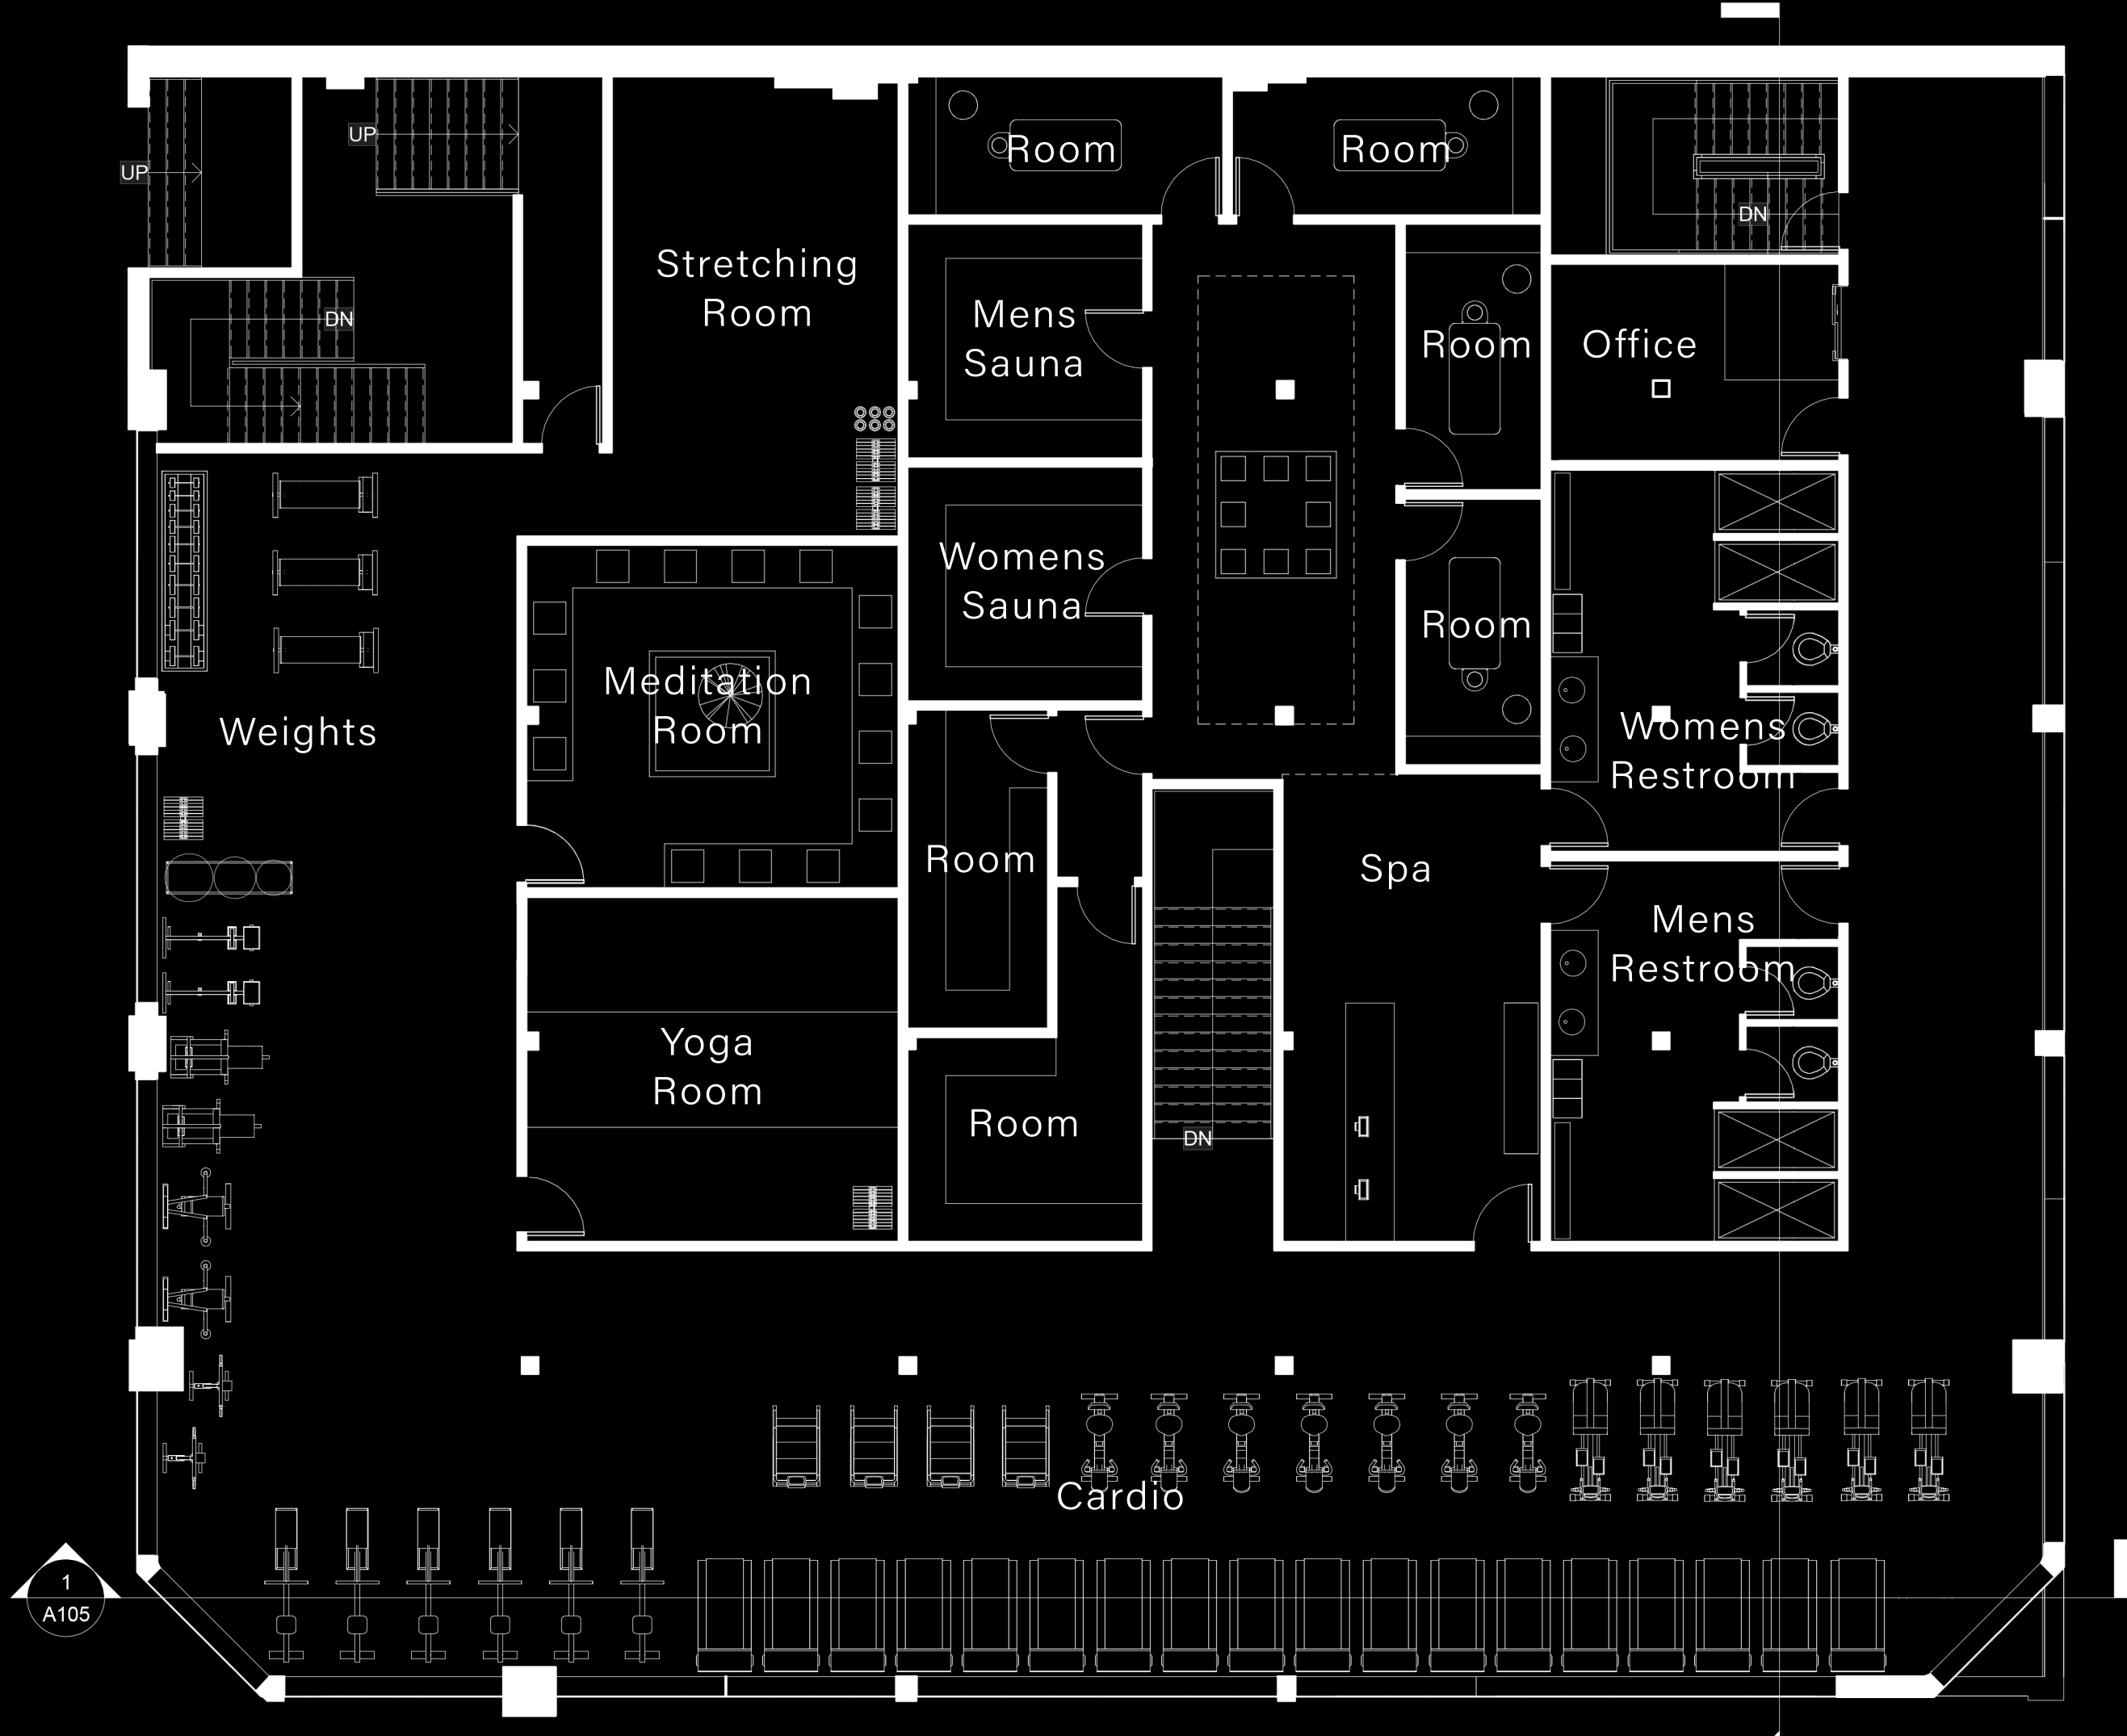 UP
UP
Room
Room
DN
Stretching
Room
Mens
Sauna
DN
Room
Office
Womens
Sauna
Room
Meditation
Room
Weights
Womens
Restroom
Room
Spa
Mens
Restroom
Yoga
Room
Room
DN
Cardio
1
A105